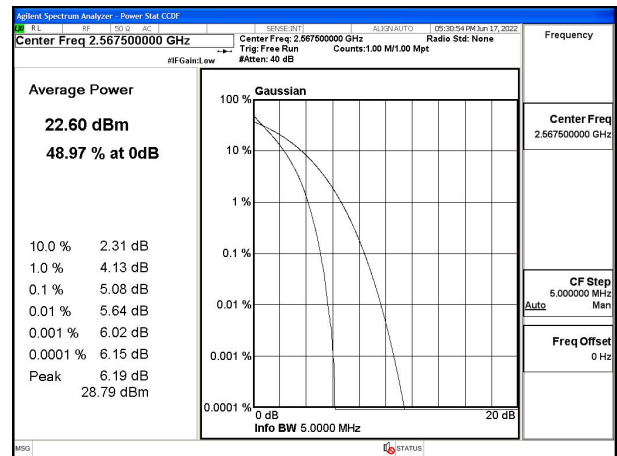 Agilent Spectrum Analyzer - Power Stat CCDF
RL RF 50 Ω AC SENSE:INT ALIGNAUTO 05:30:54 PM Jun 17, 2022
Center Freq 2.567500000 GHz
Center Freq: 2.567500000 GHz Radio Std: None
Trig: Free Run Counts:1.00 M/1.00 Mpt
#IFGain:Low #Atten: 40 dB
Frequency
Average Power
22.60 dBm
48.97 % at 0dB
10.0 % 2.31 dB
1.0 % 4.13 dB
0.1 % 5.08 dB
0.01 % 5.64 dB
0.001 % 6.02 dB
0.0001 % 6.15 dB
Peak 6.19 dB
28.79 dBm
Gaussian
100 %
10 %
1 %
0.1 %
0.01 %
0.001 %
0.0001 %
0 dB 20 dB
Info BW 5.0000 MHz
Center Freq
2.567500000 GHz
CF Step
5.000000 MHz
Auto Man
Freq Offset
0 Hz
MSG STATUS